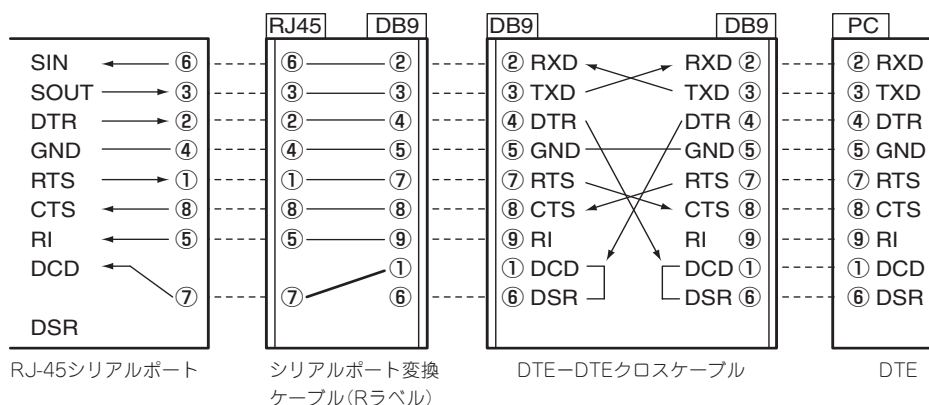 RJ45 DB9 DB9 DB9 PC
SIN ⑥ ⑥ ② ② RXD RXD ② ② RXD
SOUT ③ ③ ③ ③ TXD TXD ③ ③ TXD
DTR ② ② ④ ④ DTR DTR ④ ④ DTR
GND ④ ④ ⑤ ⑤ GND GND ⑤ ⑤ GND
RTS ① ① ⑦ ⑦ RTS RTS ⑦ ⑦ RTS
CTS ⑧ ⑧ ⑧ ⑧ CTS CTS ⑧ ⑧ CTS
RI ⑤ ⑤ ⑨ ⑨ RI RI ⑨ ⑨ RI
DCD ① ① DCD DCD ① ① DCD
⑦ ⑦ ⑥ ⑥ DSR DSR ⑥ ⑥ DSR
DSR
RJ-45シリアルポート シリアルポート変換 DTE−DTEクロスケーブル DTE
ケーブル(Rラベル)